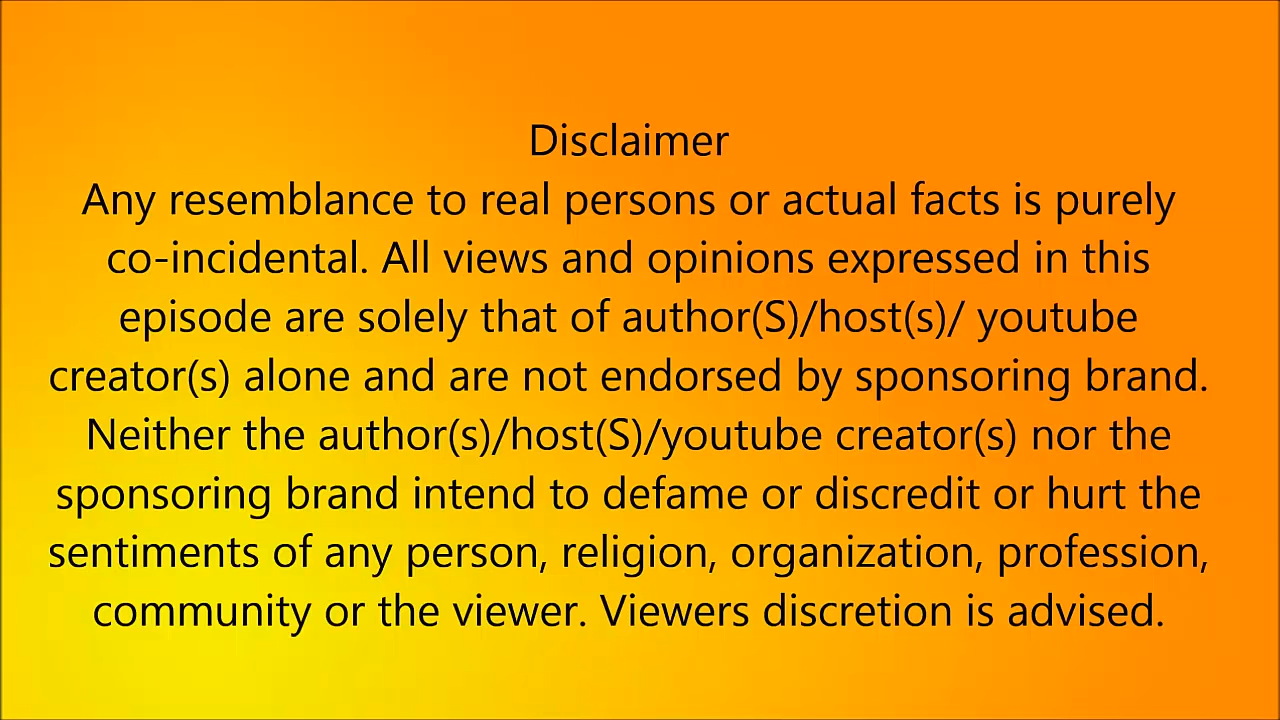 Disclaimer
Any resemblance to real persons or actual facts is purely
co-incidental. All views and opinions expressed in this
episode are solely that of author(S)/host(s)/ youtube
creator(s) alone and are not endorsed by sponsoring brand.
Neither the author(s)/host(S)/youtube creator(s) nor the
sponsoring brand intend to defame or discredit or hurt the
sentiments of any person, religion, organization, profession,
community or the viewer. Viewers discretion is advised.